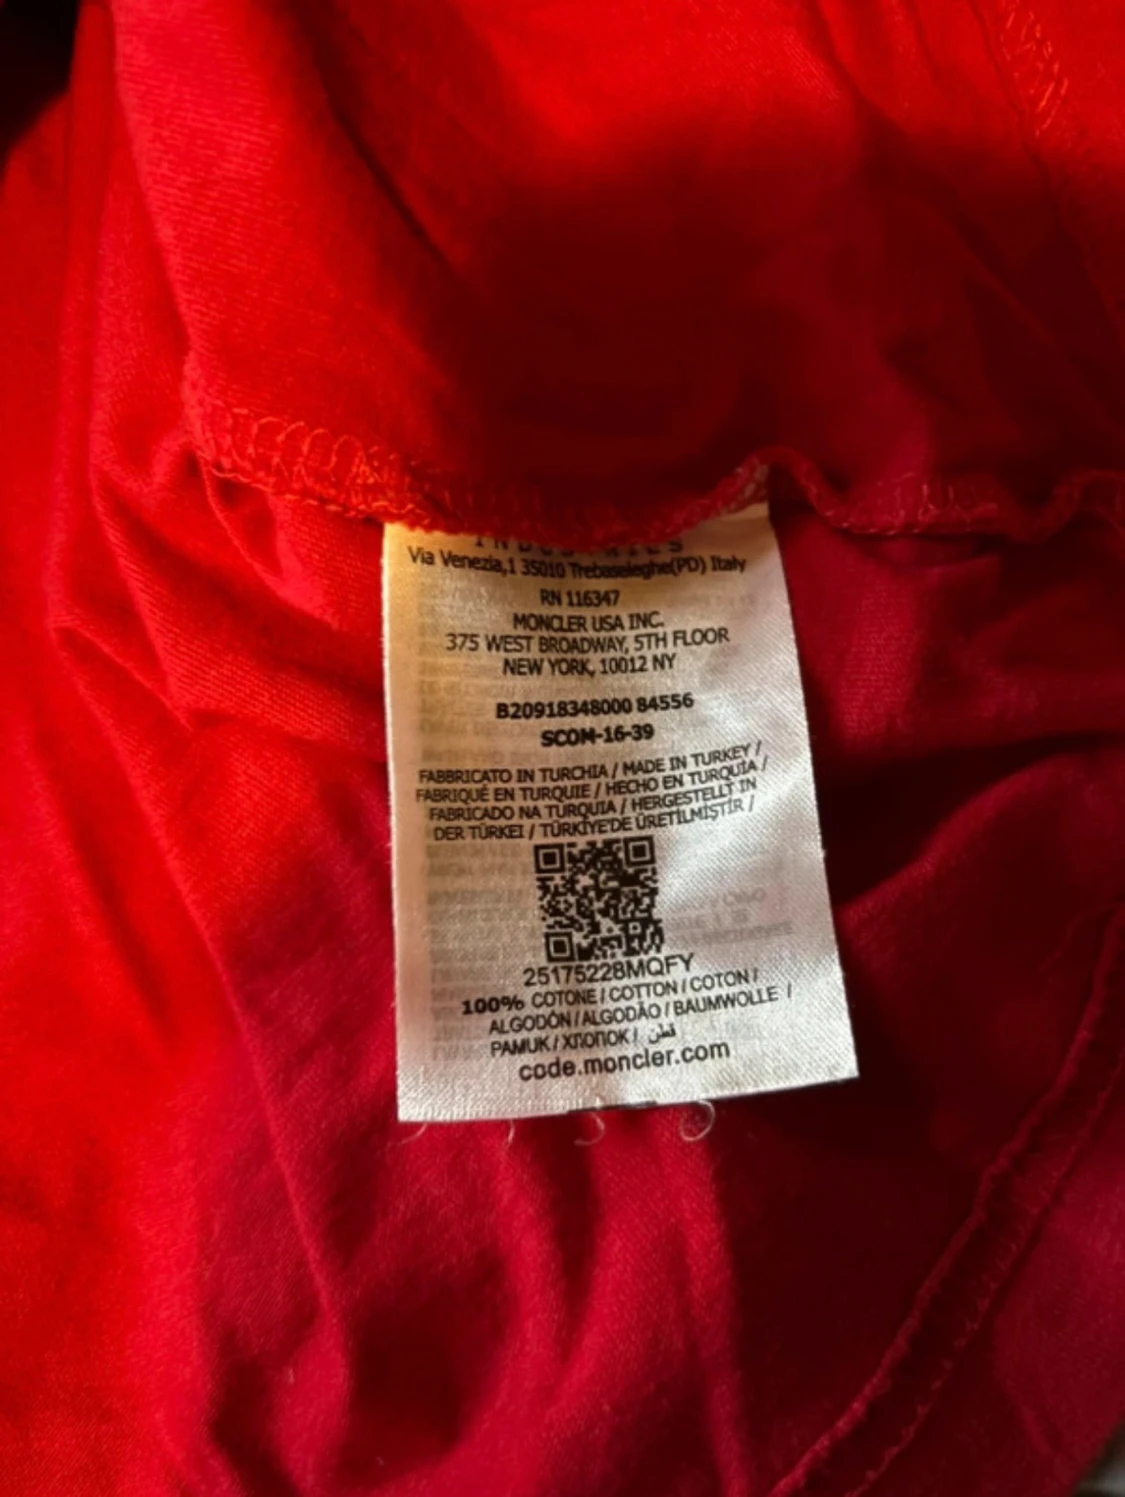 INDUSTRIES
Via Venezia,1 35010 Trebaseleghe(PD) Italy
RN 116347
MONCLER USA INC.
375 WEST BROADWAY, 5TH FLOOR
NEW YORK, 10012 NY
B20918348000 84556
SCOM-16-39
FABBRICATO IN TURCHIA / MADE IN TURKEY /
FABRIQUÉ EN TURQUIE / HECHO EN TURQUIA /
FABRICADO NA TURQUIA / HERGESTELLT IN
DER TÜRKEI / TÜRKİYE'DE ÜRETİLMİŞTİR /
25175228MQFY
100% COTONE / COTTON / COTON /
ALGODÓN / ALGODÃO / BAUMWOLLE /
PAMUK / ХЛОПОК / قطن
code.moncler.com